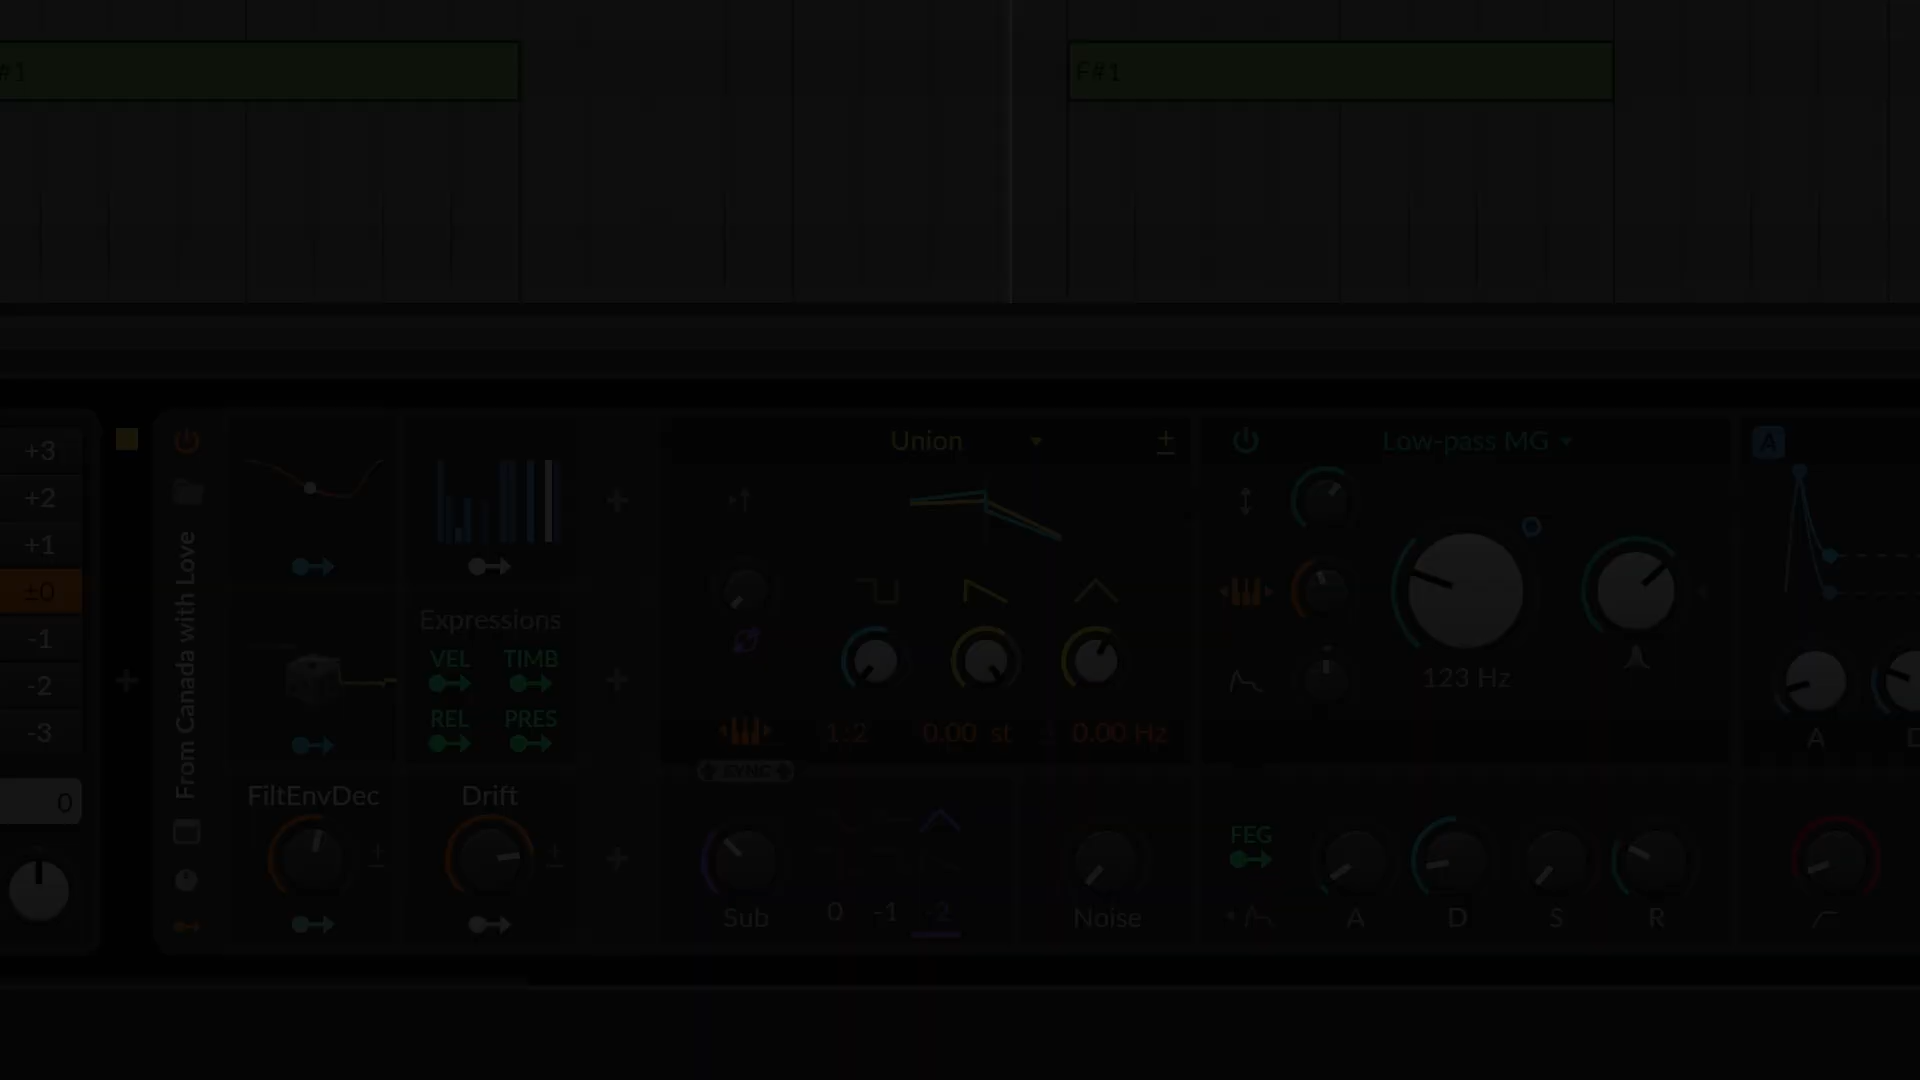 #1
F#1
+3
+2
+1
±0
-1
-2
-3
0
From Canada with Love
Expressions
VEL
TIMB
REL
PRES
FiltEnvDec
Drift
Union
±
1:2
0.00 st
0.00 Hz
SYNC
Sub
0
-1
-2
Noise
Low-pass MG
123 Hz
FEG
A
D
S
R
A
A